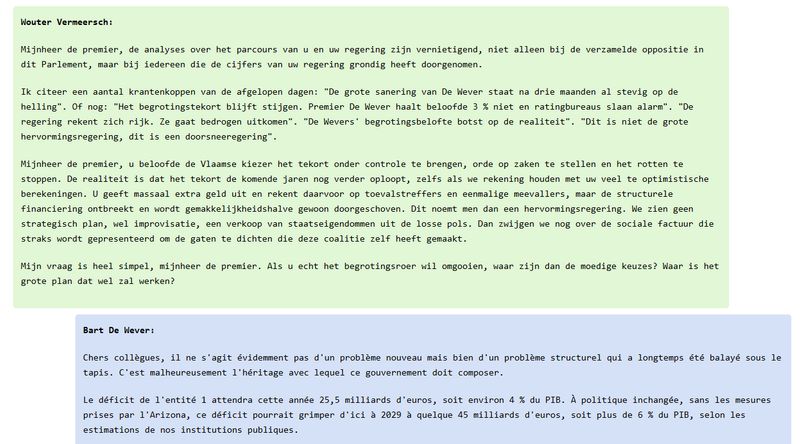 Wouter Vermeersch:
Mijnheer de premier, de analyses over het parcours van u en uw regering zijn vernietigend, niet alleen bij de verzamelde oppositie in
dit Parlement, maar bij iedereen die de cijfers van uw regering grondig heeft doorgenomen.
Ik citeer een aantal krantenkoppen van de afgelopen dagen: "De grote sanering van De Wever staat na drie maanden al stevig op de
helling". Of nog: "Het begrotingstekort blijft stijgen. Premier De Wever haalt beloofde 3 % niet en ratingbureaus slaan alarm". "De
regering rekent zich rijk. Ze gaat bedrogen uitkomen". "De Wevers' begrotingsbelofte botst op de realiteit". "Dit is niet de grote
hervormingsregering, dit is een doorsneeregering".
Mijnheer de premier, u beloofde de Vlaamse kiezer het tekort onder controle te brengen, orde op zaken te stellen en het rotten te
stoppen. De realiteit is dat het tekort de komende jaren nog verder oploopt, zelfs als we rekening houden met uw veel te optimistische
berekeningen. U geeft massaal extra geld uit en rekent daarvoor op toevalstreffers en eenmalige meevallers, maar de structurele
financiering ontbreekt en wordt gemakkelijkheidshalve gewoon doorgeschoven. Dit noemt men dan een hervormingsregering. We zien geen
strategisch plan, wel improvisatie, een verkoop van staatseigendommen uit de losse pols. Dan zwijgen we nog over de sociale factuur die
straks wordt gepresenteerd om de gaten te dichten die deze coalitie zelf heeft gemaakt.
Mijn vraag is heel simpel, mijnheer de premier. Als u echt het begrotingsroer wil omgooien, waar zijn dan de moedige keuzes? Waar is het
grote plan dat wel zal werken?
Bart De Wever:
Chers collègues, il ne s'agit évidemment pas d'un problème nouveau mais bien d'un problème structurel qui a longtemps été balayé sous le
tapis. C'est malheureusement l'héritage avec lequel ce gouvernement doit composer.
Le déficit de l'entité 1 attendra cette année 25,5 milliards d'euros, soit environ 4 % du PIB. À politique inchangée, sans les mesures
prises par l'Arizona, ce déficit pourrait grimper d'ici à 2029 à quelque 45 milliards d'euros, soit plus de 6 % du PIB, selon les
estimations de nos institutions publiques.